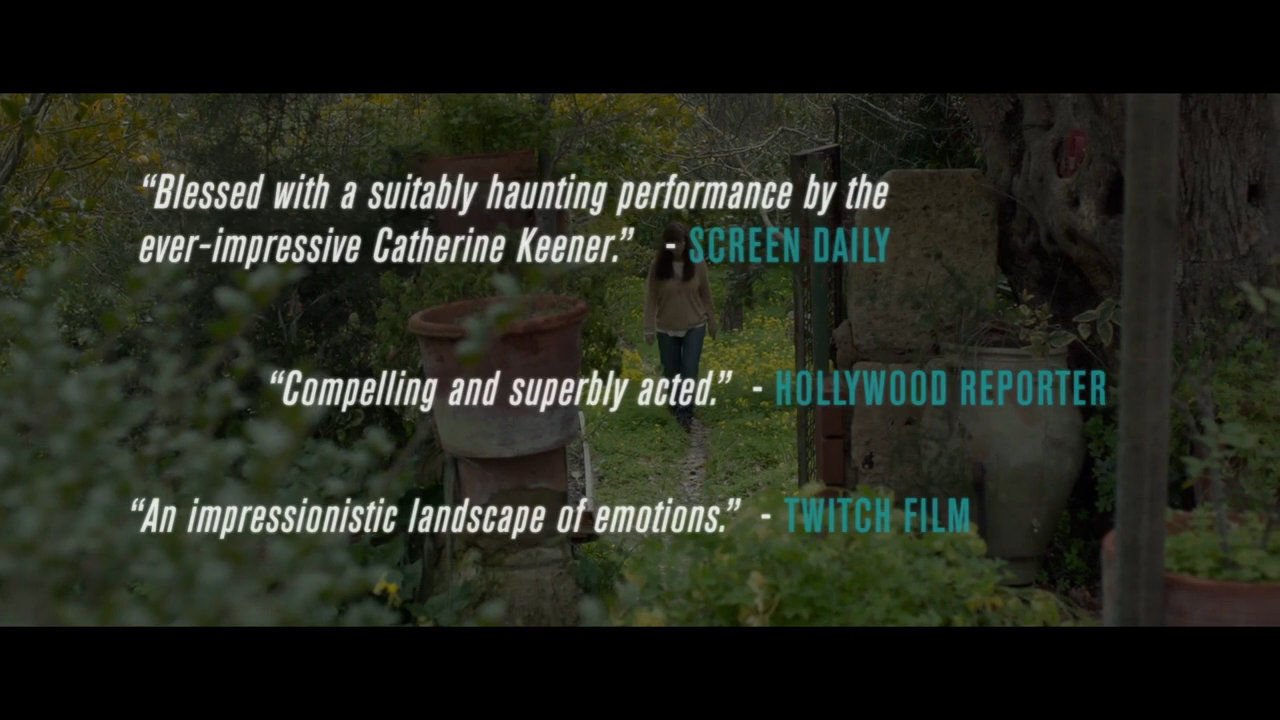 “Blessed with a suitably haunting performance by the
ever-impressive Catherine Keener.” - SCREEN DAILY
“Compelling and superbly acted.” - HOLLYWOOD REPORTER
“An impressionistic landscape of emotions.” - TWITCH FILM